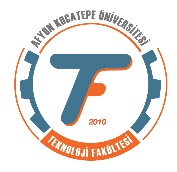 AFYON KOCATEPE ÜNİVERSİTESİ
TF
2010
TEKNOLOJİ FAKÜLTESİ